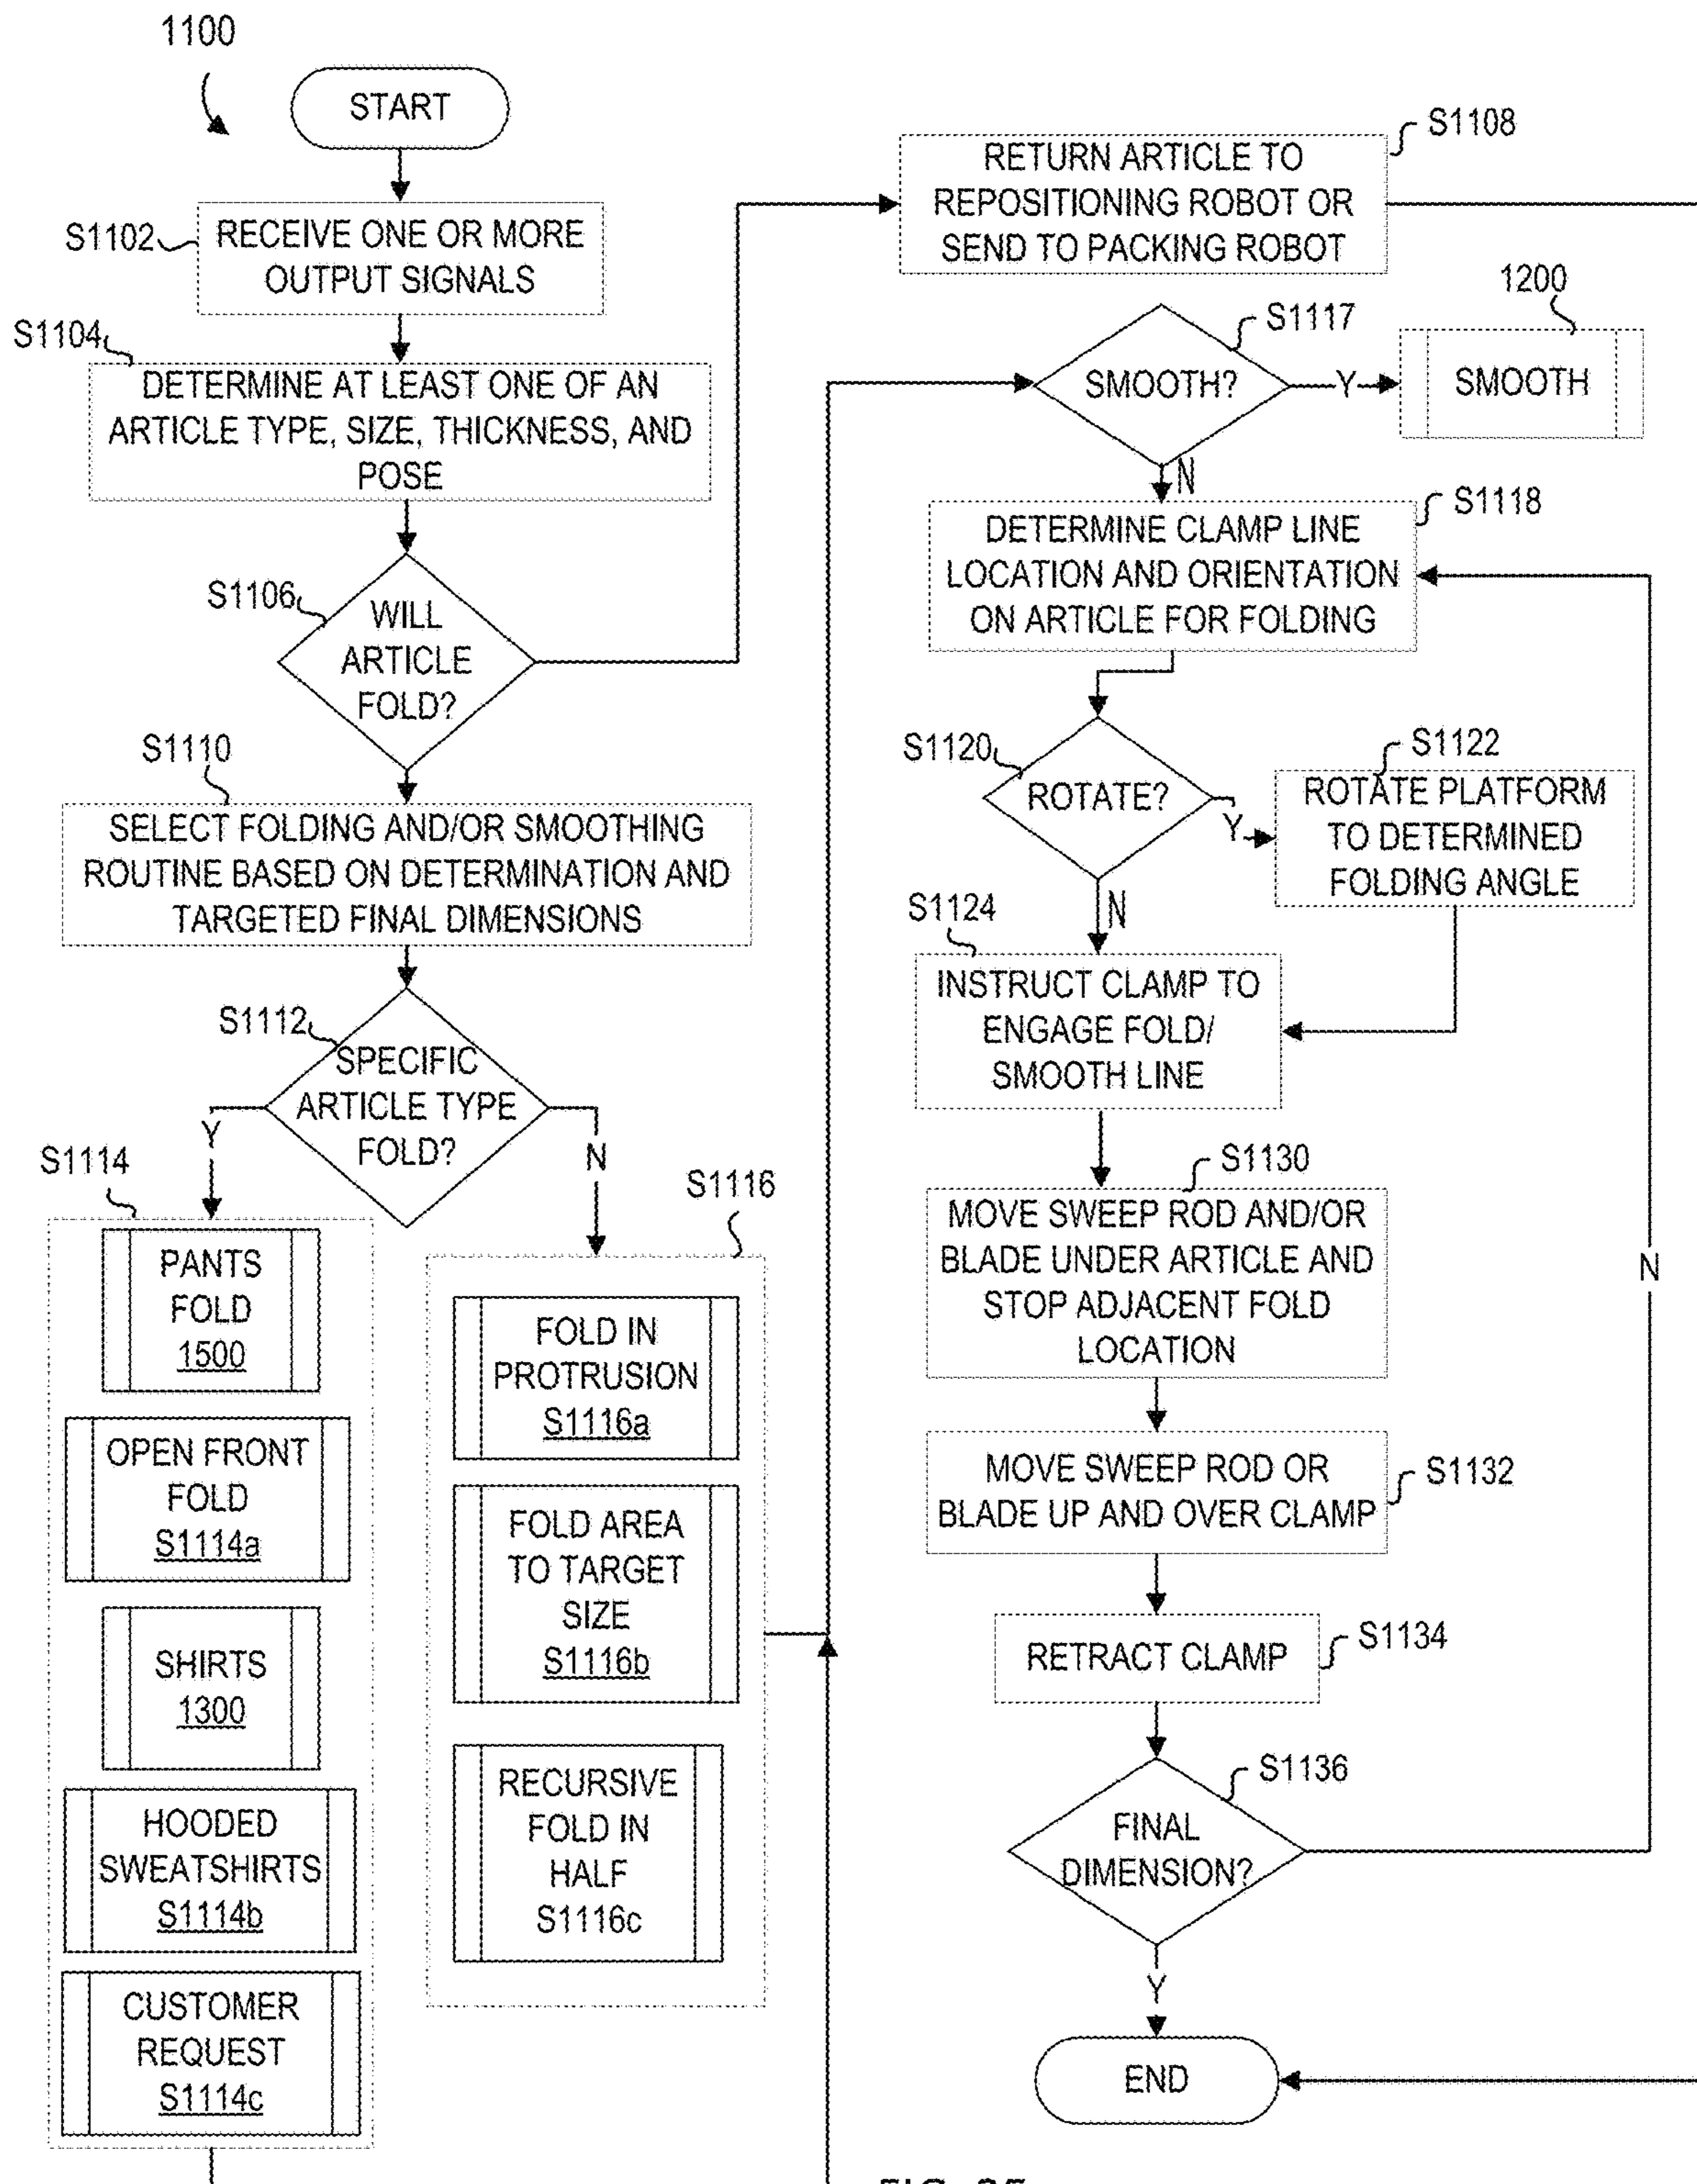 1100
START
S1102
RECEIVE ONE OR MORE
OUTPUT SIGNALS
S1104
DETERMINE AT LEAST ONE OF AN
ARTICLE TYPE, SIZE, THICKNESS, AND
POSE
S1106
WILL
ARTICLE
FOLD?
S1110
SELECT FOLDING AND/OR SMOOTHING
ROUTINE BASED ON DETERMINATION AND
TARGETED FINAL DIMENSIONS
S1112
SPECIFIC
ARTICLE TYPE
FOLD?
Y
N
S1114
PANTS
FOLD
1500
OPEN FRONT
FOLD
S1114a
SHIRTS
1300
HOODED
SWEATSHIRTS
S1114b
CUSTOMER
REQUEST
S1114c
S1116
FOLD IN
PROTRUSION
S1116a
FOLD AREA
TO TARGET
SIZE
S1116b
RECURSIVE
FOLD IN
HALF
S1116c
S1108
RETURN ARTICLE TO
REPOSITIONING ROBOT OR
SEND TO PACKING ROBOT
S1117
SMOOTH?
Y
1200
SMOOTH
N
S1118
DETERMINE CLAMP LINE
LOCATION AND ORIENTATION
ON ARTICLE FOR FOLDING
S1120
ROTATE?
Y
S1122
ROTATE PLATFORM
TO DETERMINED
FOLDING ANGLE
N
S1124
INSTRUCT CLAMP TO
ENGAGE FOLD/
SMOOTH LINE
S1130
MOVE SWEEP ROD AND/OR
BLADE UNDER ARTICLE AND
STOP ADJACENT FOLD
LOCATION
N
S1132
MOVE SWEEP ROD OR
BLADE UP AND OVER CLAMP
S1134
RETRACT CLAMP
S1136
FINAL
DIMENSION?
Y
END